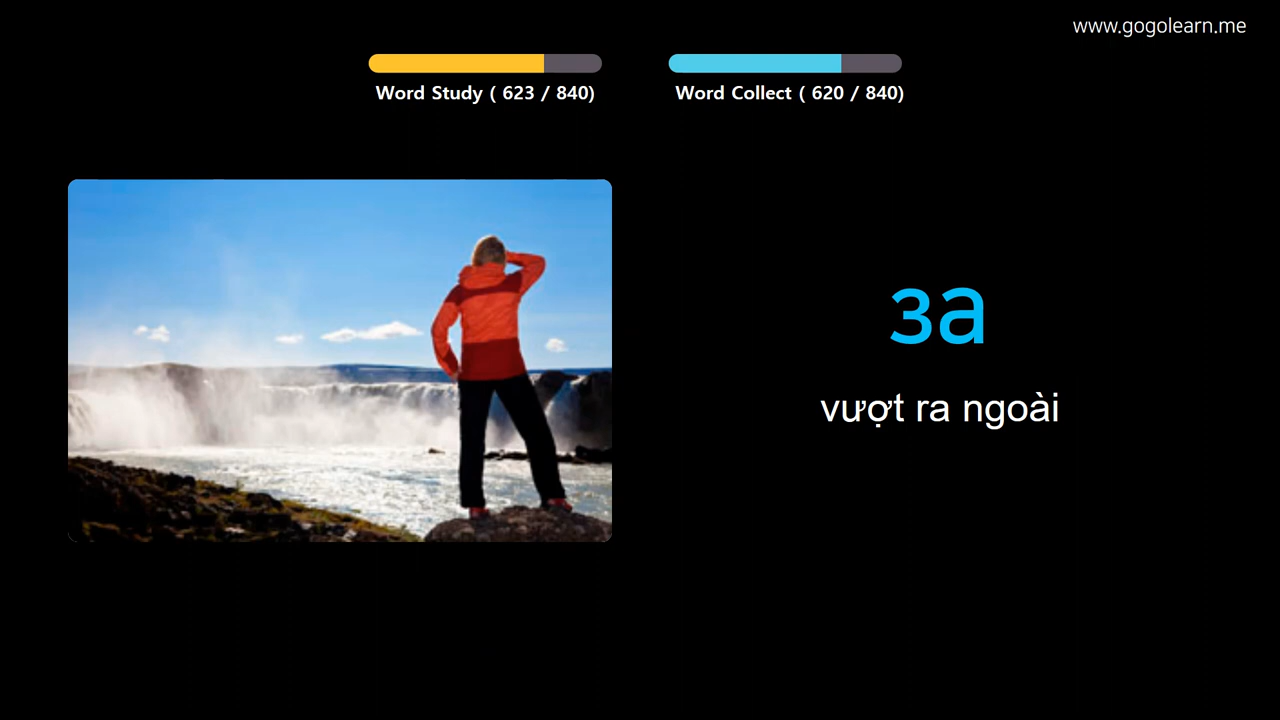 www.gogolearn.me
Word Study ( 623 / 840)
Word Collect ( 620 / 840)
за
vượt ra ngoài